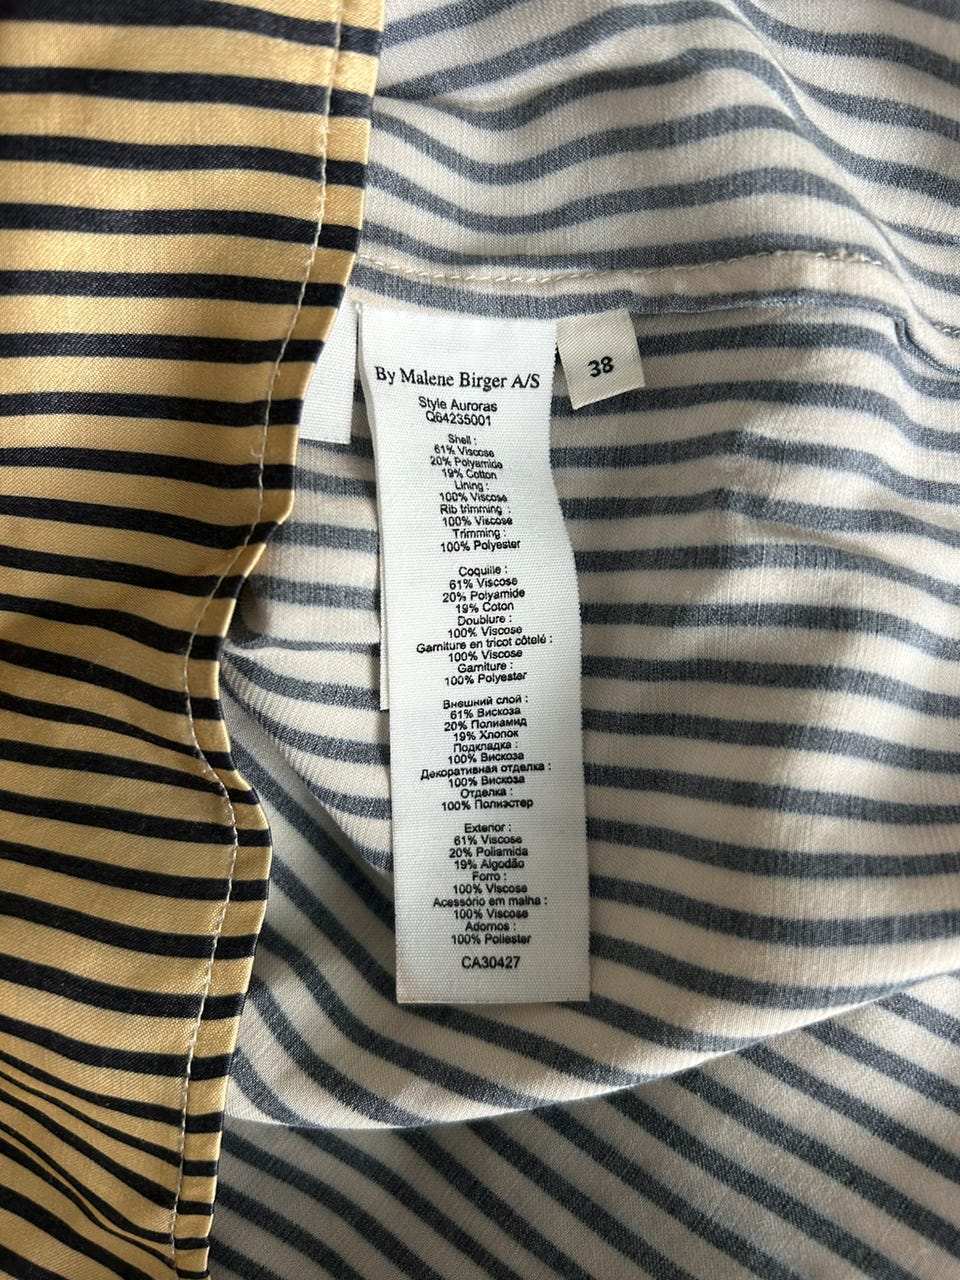 By Malene Birger A/S
Style Auroras
Q64235001
Shell :
61% Viscose
20% Polyamide
19% Cotton
Lining :
100% Viscose
Rib trimming :
100% Viscose
Trimming :
100% Polyester
Coquille :
61% Viscose
20% Polyamide
19% Coton
Doublure :
100% Viscose
Garniture en tricot côtelé :
100% Viscose
Garniture :
100% Polyester
Внешний слой :
61% Вискоза
20% Полиамид
19% Хлопок
Подкладка :
100% Вискоза
Декоративная отделка :
100% Вискоза
Отделка :
100% Полиэстер
Exterior :
61% Viscose
20% Poliamida
19% Algodão
Forro :
100% Viscose
Acessório em malha :
100% Viscose
Adornos :
100% Poliester
CA30427
38